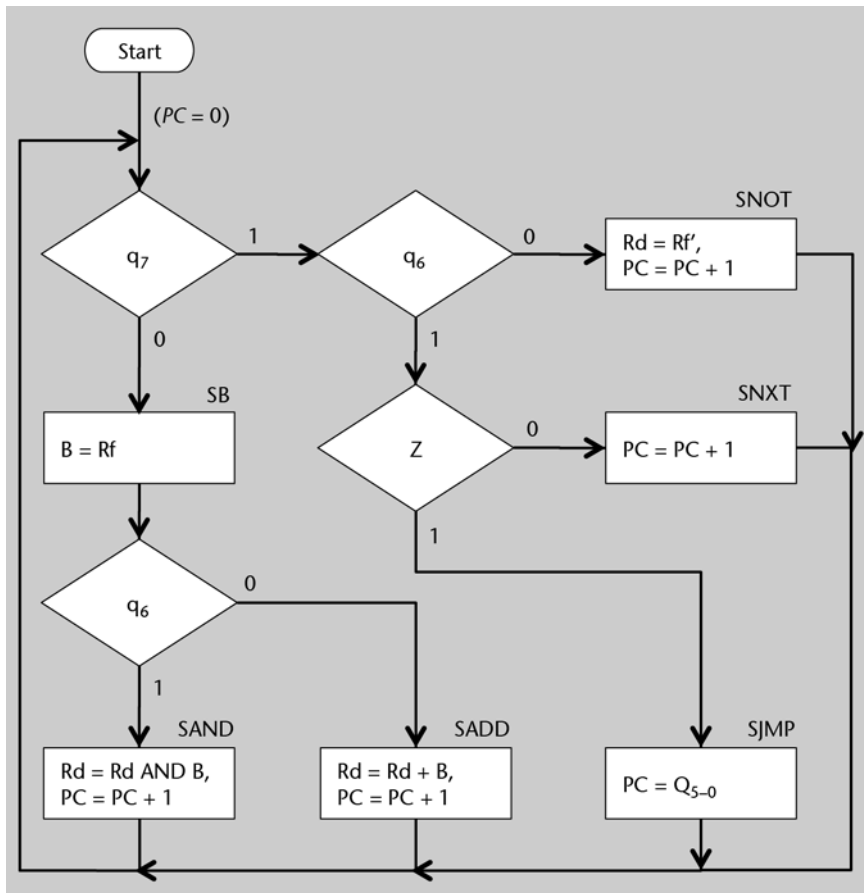 Start
(PC = 0)
q7
1
q6
0
SNOT
Rd = Rf’,
PC = PC + 1
0
1
SB
B = Rf
Z
0
SNXT
PC = PC + 1
1
q6
0
1
SAND
Rd = Rd AND B,
PC = PC + 1
SADD
Rd = Rd + B,
PC = PC + 1
SJMP
PC = Q5–0